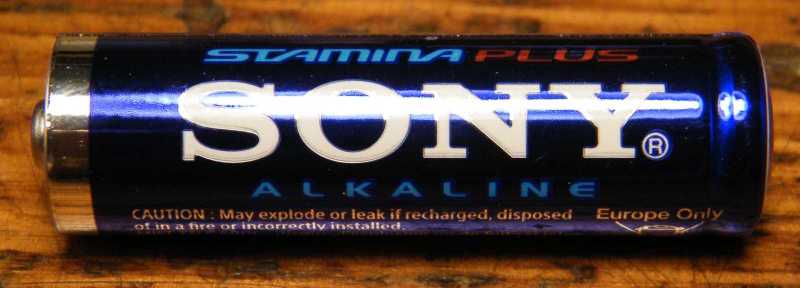 STAMINA PLUS
SONY®
ALKALINE
CAUTION : May explode or leak if recharged, disposed
of in a fire or incorrectly installed.
Europe Only